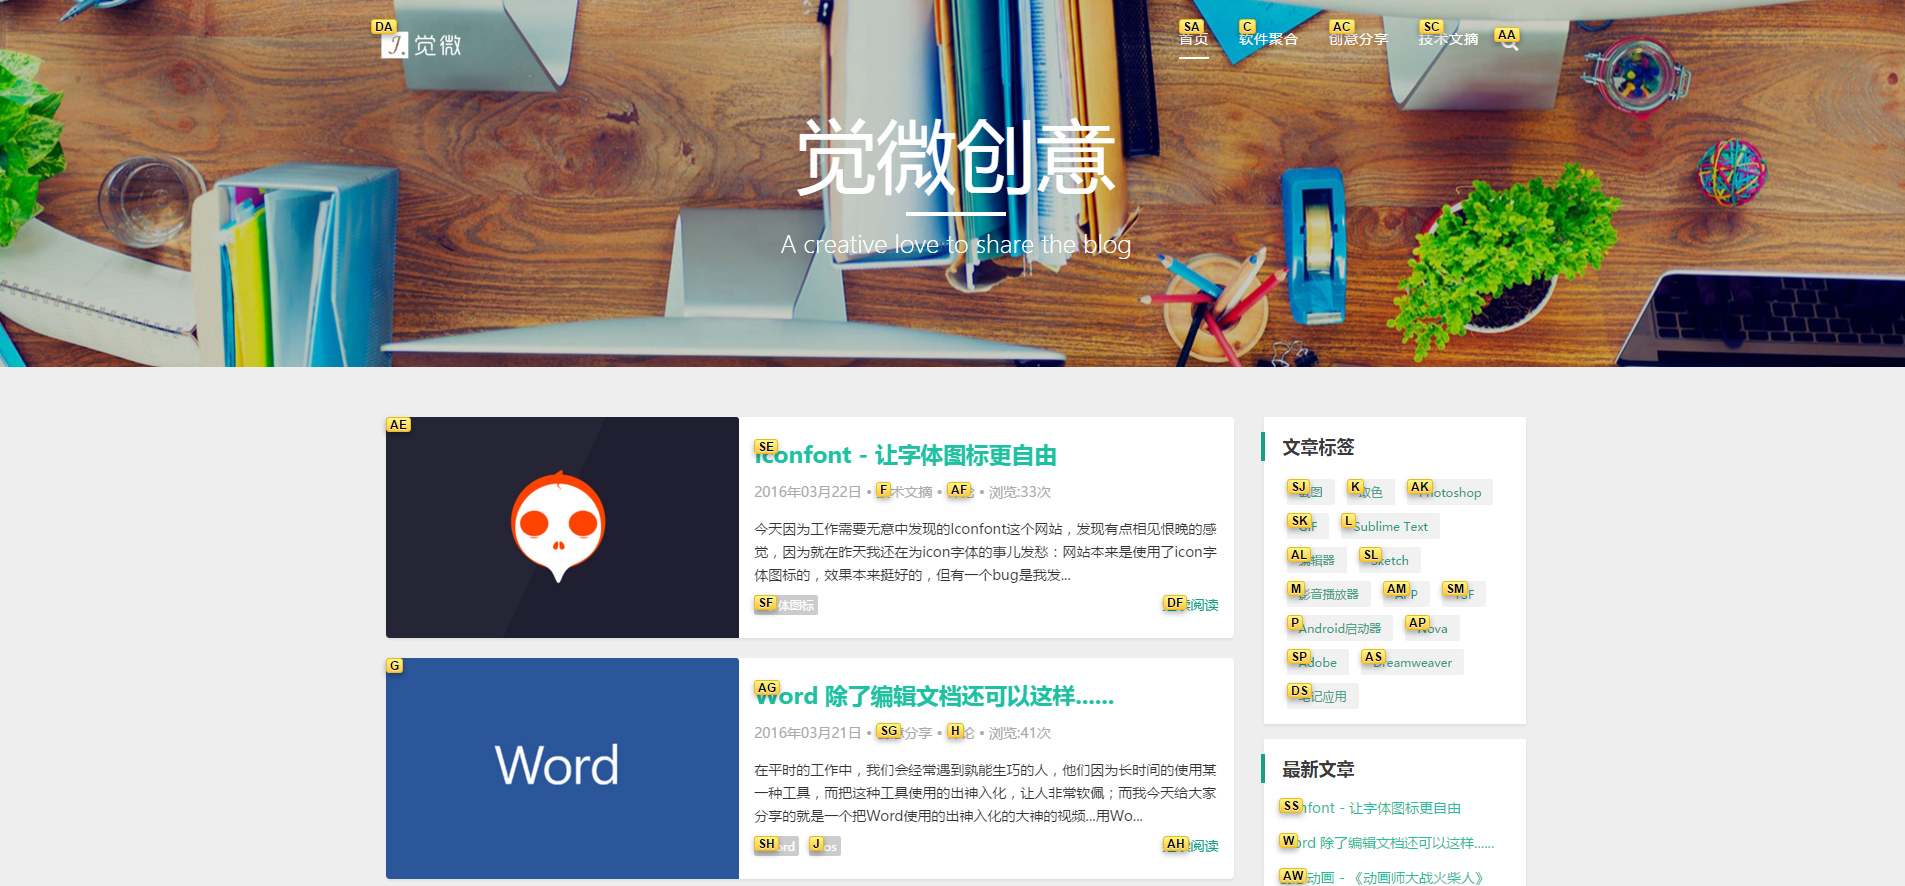 DA
J. 觉微
SA
首页
C
软件聚合
AC
创意分享
SC
技术文摘
AA
觉微创意
A creative love to share the blog
AE
SE
Iconfont - 让字体图标更自由
2016年03月22日 • F 术文摘 • AF 论 • 浏览:33次
今天因为工作需要无意中发现的Iconfont这个网站，发现有点相见恨晚的感
觉，因为就在昨天我还在为icon字体的事儿发愁：网站本来是使用了icon字
体图标的，效果本来挺好的，但有一个bug是我发...
SF 体图标
DF 阅读
G
Word
AG
Word 除了编辑文档还可以这样......
2016年03月21日 • SG 分享 • H 论 • 浏览:41次
在平时的工作中，我们会经常遇到孰能生巧的人，他们因为长时间的使用某
一种工具，而把这种工具使用的出神入化，让人非常钦佩；而我今天给大家
分享的就是一个把Word使用的出神入化的大神的视频...用Wo...
SH ord
J os
AH 阅读
文章标签
SJ 截图
K 取色
AK Photoshop
SK GIF
L Sublime Text
AL 编辑器
SL Sketch
M 影音播放器
AM APP
SM
P Android启动器
AP Nova
SP Adobe
AS Dreamweaver
DS 笔记应用
最新文章
SS nfont - 让字体图标更自由
W ord 除了编辑文档还可以这样......
AW 动画 - 《动画师大战火柴人》